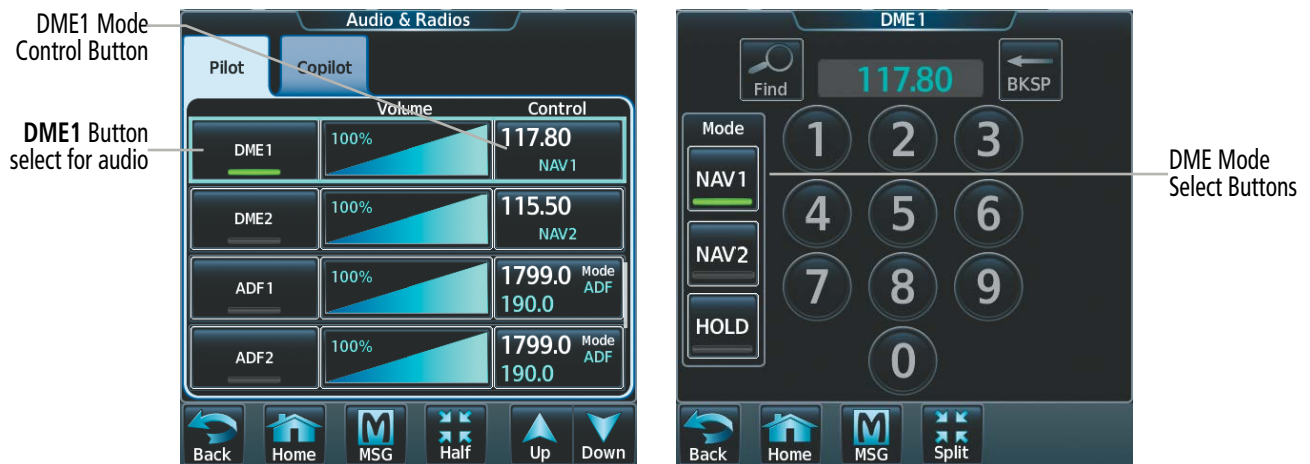 DME1 Mode
Control Button
DME1 Button
select for audio
Audio & Radios
Pilot
Copilot
Volume
Control
DME1
100%
117.80
NAV1
DME2
100%
115.50
NAV2
ADF1
100%
1799.0 Mode
ADF
190.0
ADF2
100%
1799.0 Mode
ADF
190.0
Back
Home
MSG
Half
Up
Down
DME1
Find
117.80
BKSP
Mode
NAV1
NAV2
HOLD
1 2 3
4 5 6
7 8 9
0
Back
Home
MSG
Split
DME Mode
Select Buttons